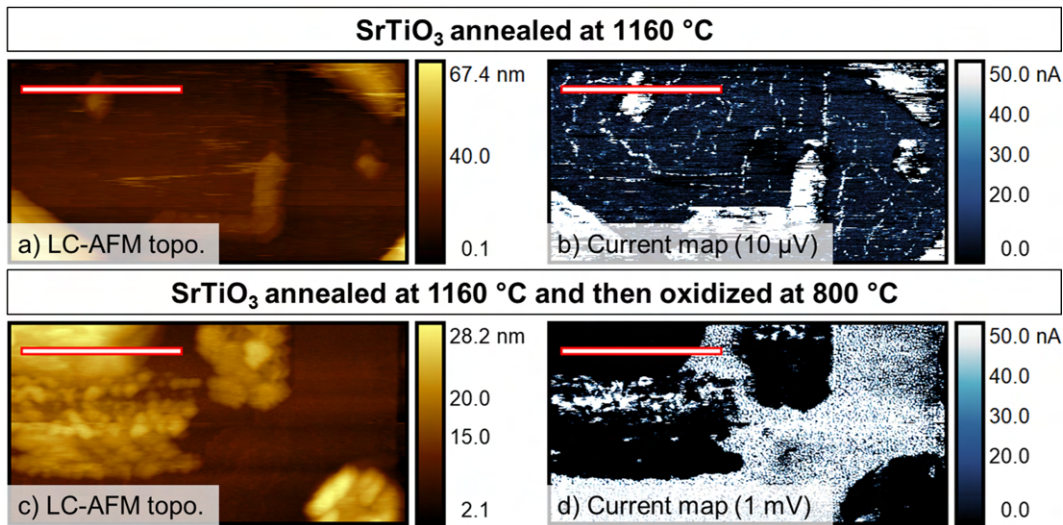 SrTiO₃ annealed at 1160 °C
67.4 nm
40.0
0.1
a) LC-AFM topo.
50.0 nA
40.0
30.0
20.0
0.0
b) Current map (10 µV)
SrTiO₃ annealed at 1160 °C and then oxidized at 800 °C
28.2 nm
20.0
15.0
2.1
c) LC-AFM topo.
50.0 nA
40.0
30.0
20.0
0.0
d) Current map (1 mV)